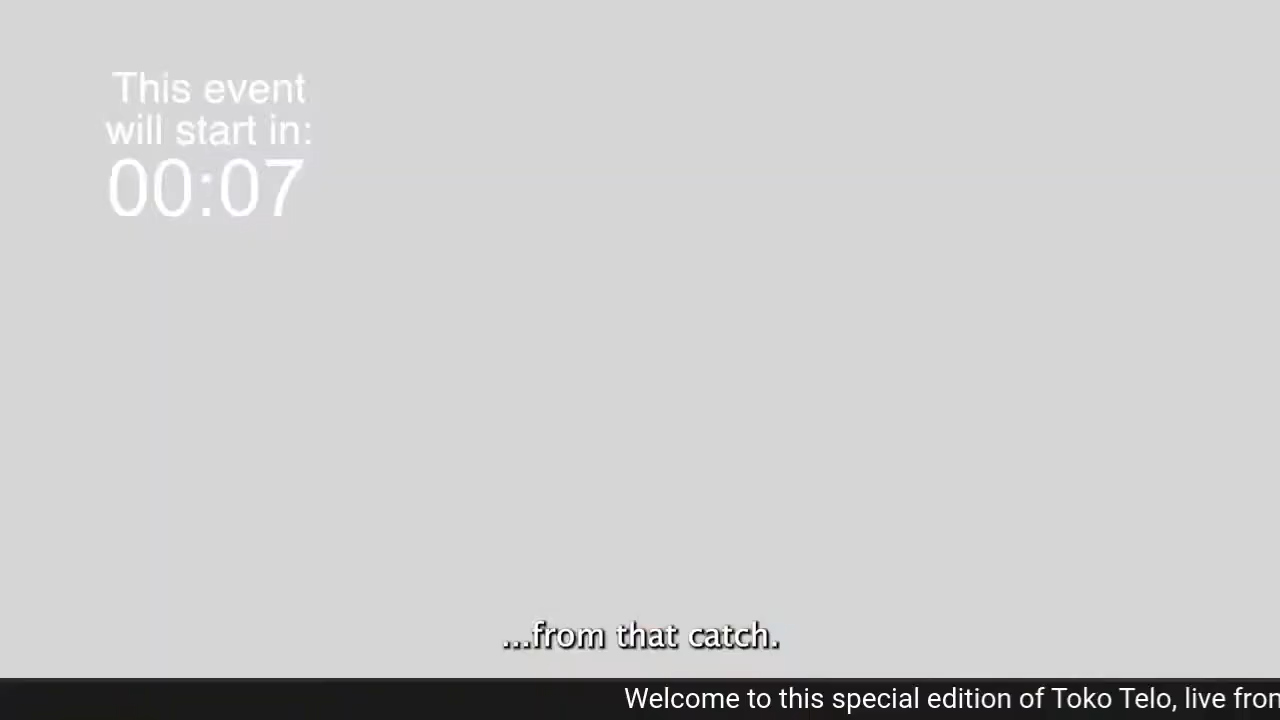 This event
will start in:
00:07
...from that catch.
Welcome to this special edition of Toko Telo, live from